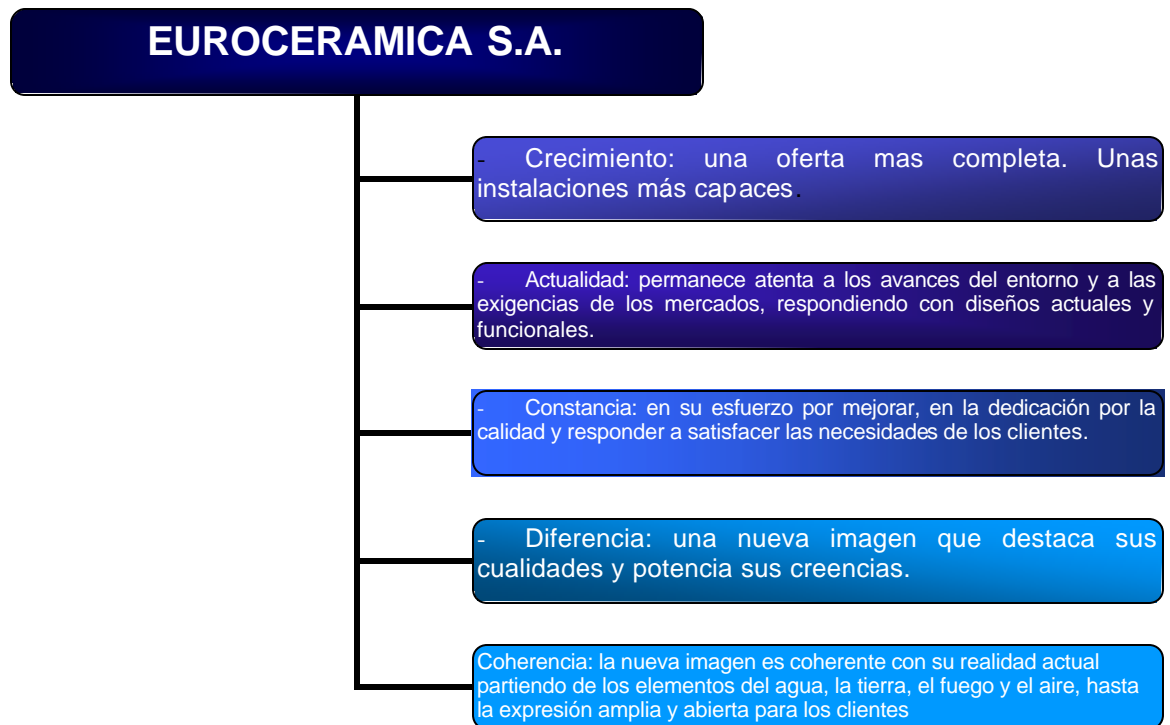 EUROCERAMICA S.A.
- Crecimiento: una oferta mas completa. Unas
instalaciones más capaces.
- Actualidad: permanece atenta a los avances del entorno y a las
exigencias de los mercados, respondiendo con diseños actuales y
funcionales.
- Constancia: en su esfuerzo por mejorar, en la dedicación por la
calidad y responder a satisfacer las necesidades de los clientes.
- Diferencia: una nueva imagen que destaca sus
cualidades y potencia sus creencias.
Coherencia: la nueva imagen es coherente con su realidad actual
partiendo de los elementos del agua, la tierra, el fuego y el aire, hasta
la expresión amplia y abierta para los clientes